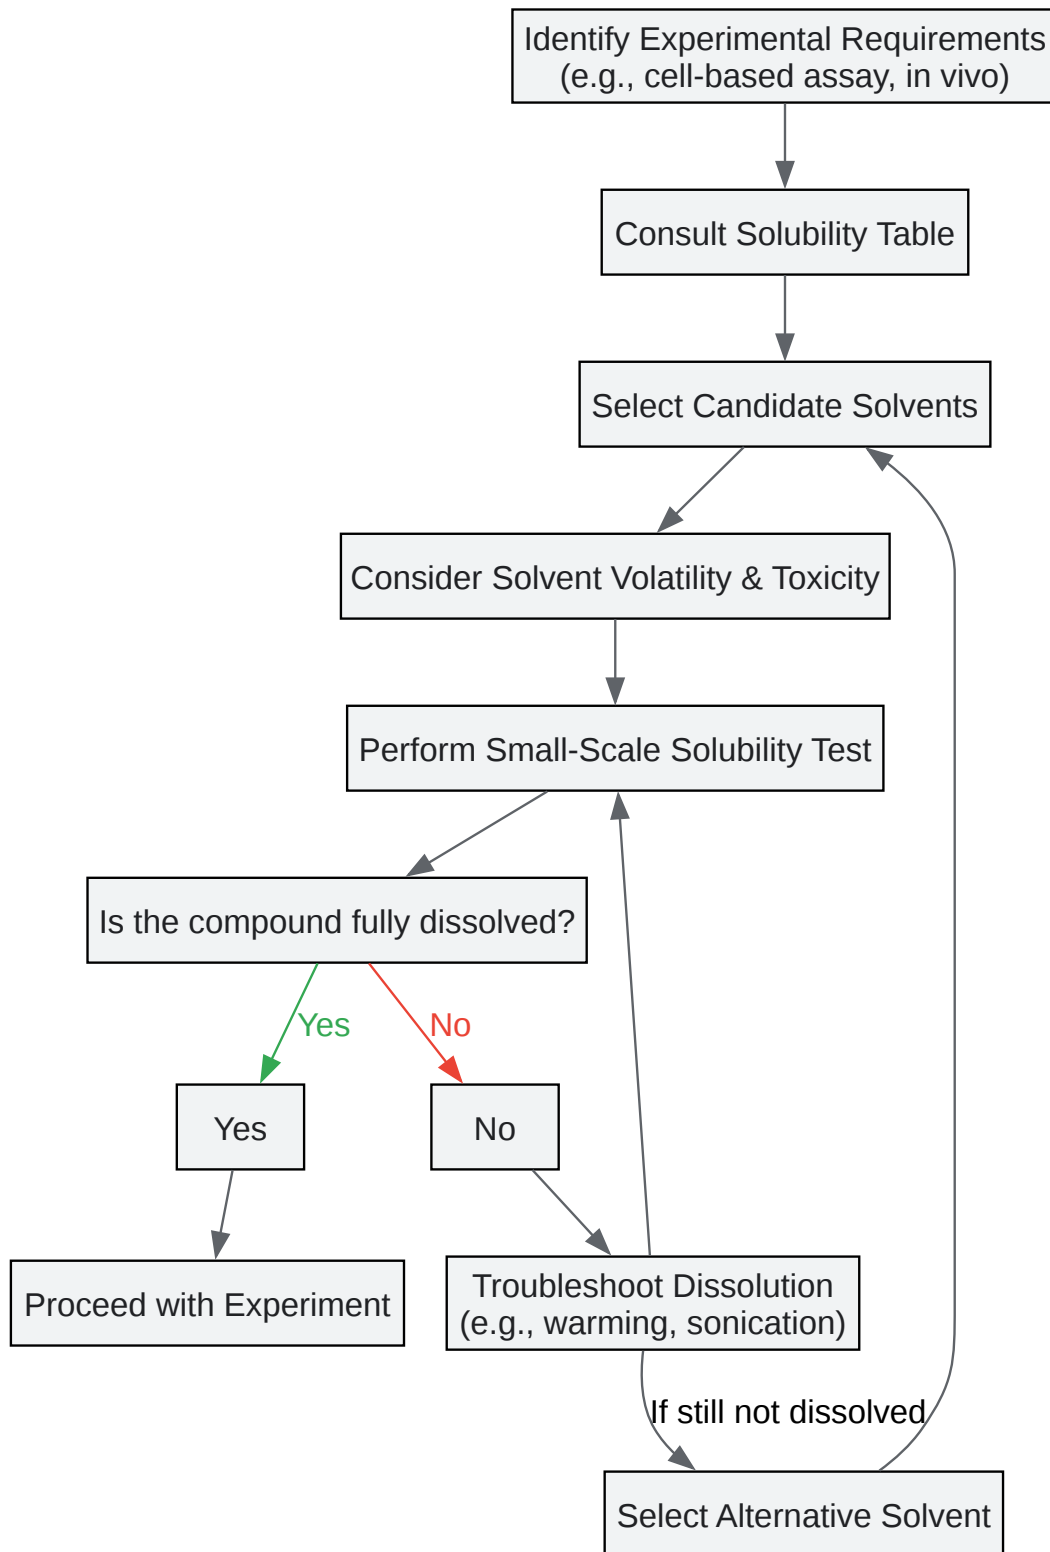 Identify Experimental Requirements
(e.g., cell-based assay, in vivo)
Consult Solubility Table
Select Candidate Solvents
Consider Solvent Volatility & Toxicity
Perform Small-Scale Solubility Test
Is the compound fully dissolved?
Yes
No
Yes
No
Proceed with Experiment
Troubleshoot Dissolution
(e.g., warming, sonication)
If still not dissolved
Select Alternative Solvent